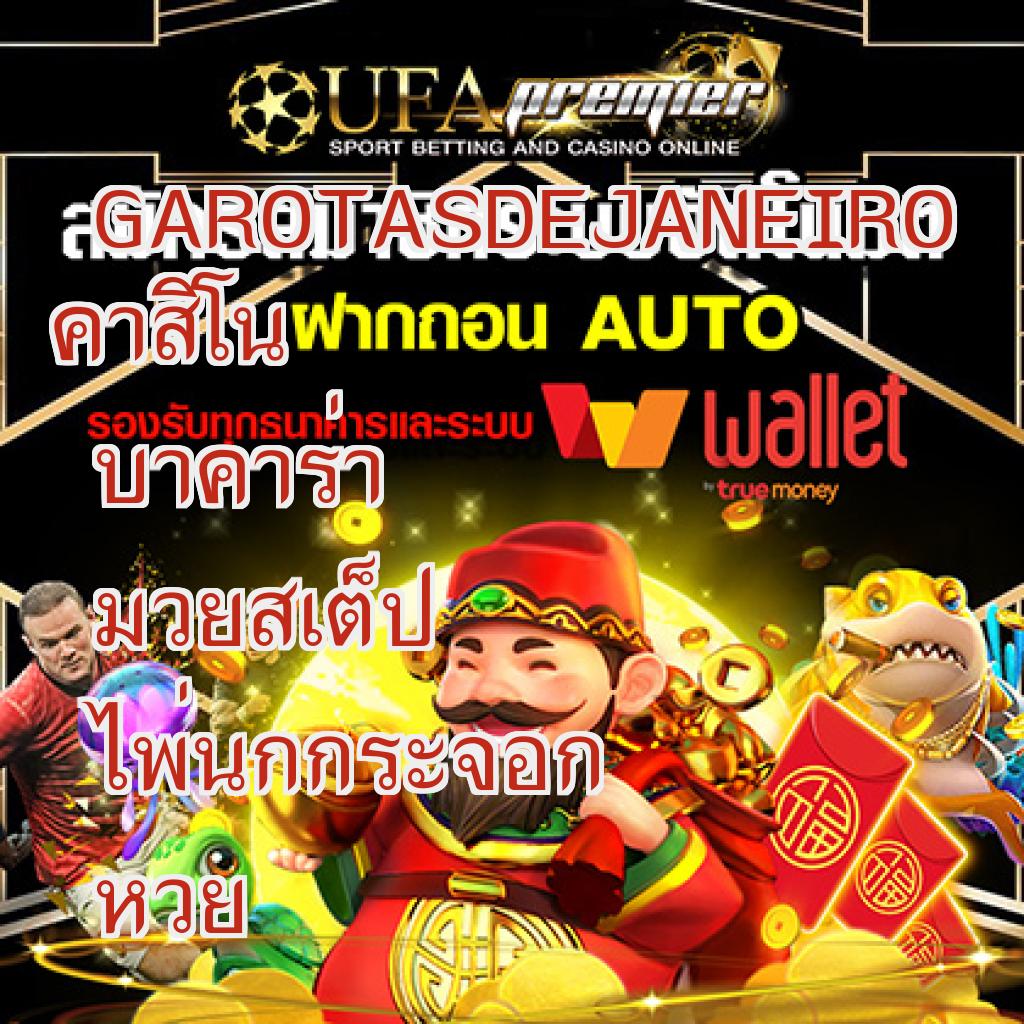 UFA premier
SPORT BETTING AND CASINO ONLINE
GAROTASDEJANEIRO
คาสิโน
ฝากถอน AUTO
รองรับทุกธนาคารและระบบ
wallet
by truemoney
บาคาร่า
มวยสเต็ป
ไพ่นกกระจอก
หวย
福
福